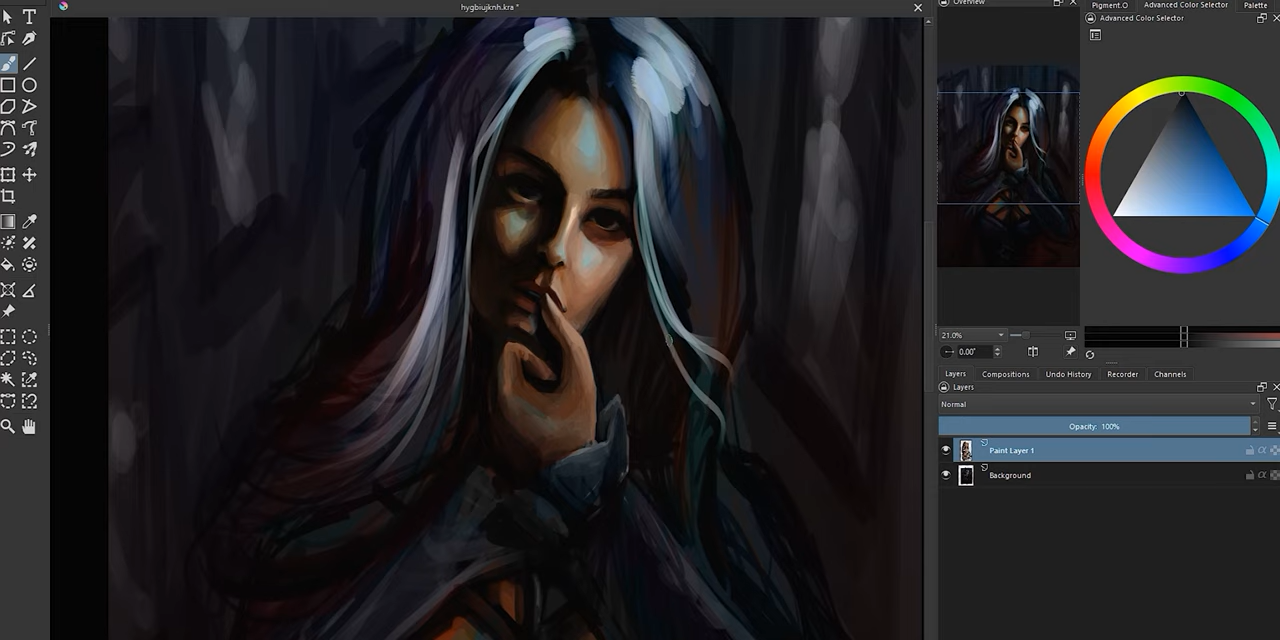 hygbiujknh.kra *
Overview
Pigment.O Advanced Color Selector Palette
Advanced Color Selector
21.0%
0.00°
Layers Compositions Undo History Recorder Channels
Layers
Normal
Opacity: 100%
Paint Layer 1
Background